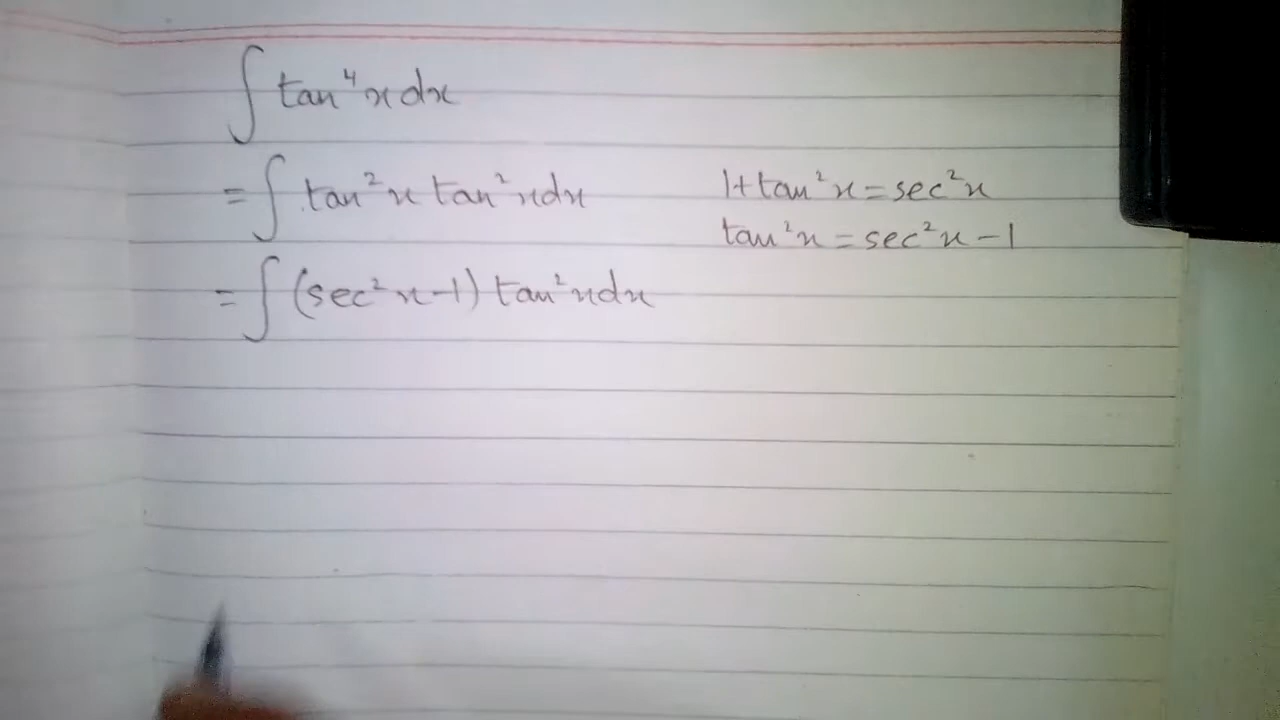 ∫ tan⁴x dx
= ∫ tan²x tan²x dx
1+tan²x = sec²x
tan²x = sec²x − 1
= ∫ (sec²x−1) tan²x dx